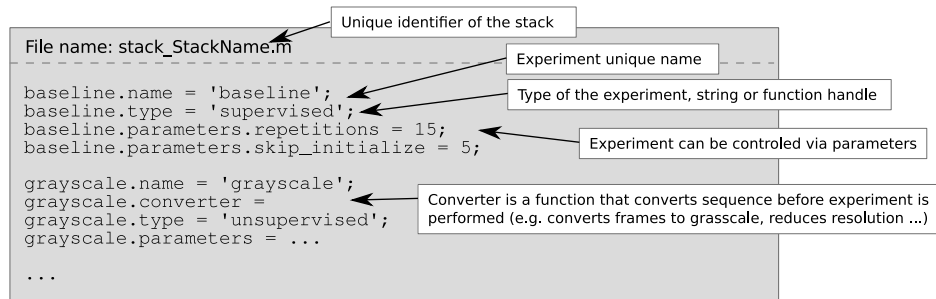 Unique identifier of the stack
File name: stack_StackName.m
Experiment unique name
baseline.name = 'baseline';
Type of the experiment, string or function handle
baseline.type = 'supervised';
baseline.parameters.repetitions = 15;
Experiment can be controled via parameters
baseline.parameters.skip_initialize = 5;
grayscale.name = 'grayscale';
grayscale.converter =
Converter is a function that converts sequence before experiment is
performed (e.g. converts frames to grasscale, reduces resolution ...)
grayscale.type = 'unsupervised';
grayscale.parameters = ...
...